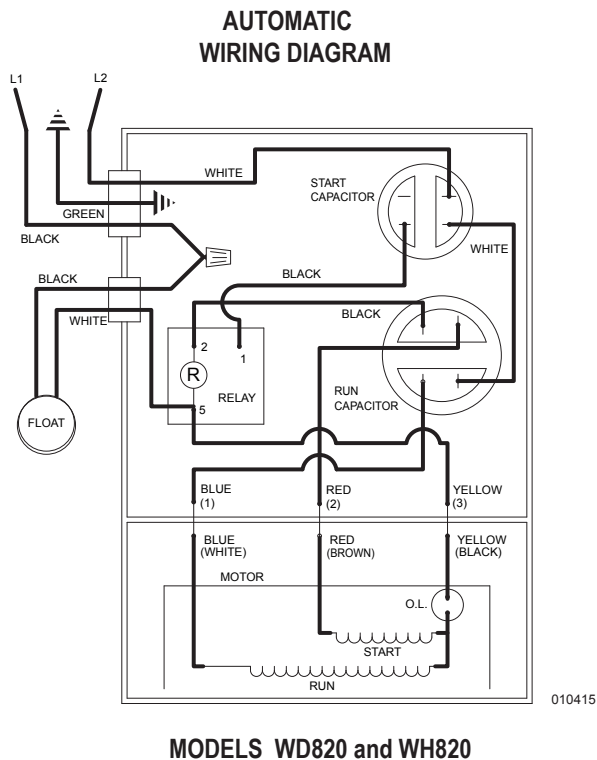 AUTOMATIC
WIRING DIAGRAM
L1
L2
WHITE
START
CAPACITOR
GREEN
BLACK
WHITE
BLACK
BLACK
BLACK
WHITE
2
1
R
RELAY
RUN
CAPACITOR
5
FLOAT
BLUE
(1)
RED
(2)
YELLOW
(3)
BLUE
(WHITE)
RED
(BROWN)
YELLOW
(BLACK)
MOTOR
O.L.
START
RUN
010415
MODELS WD820 and WH820